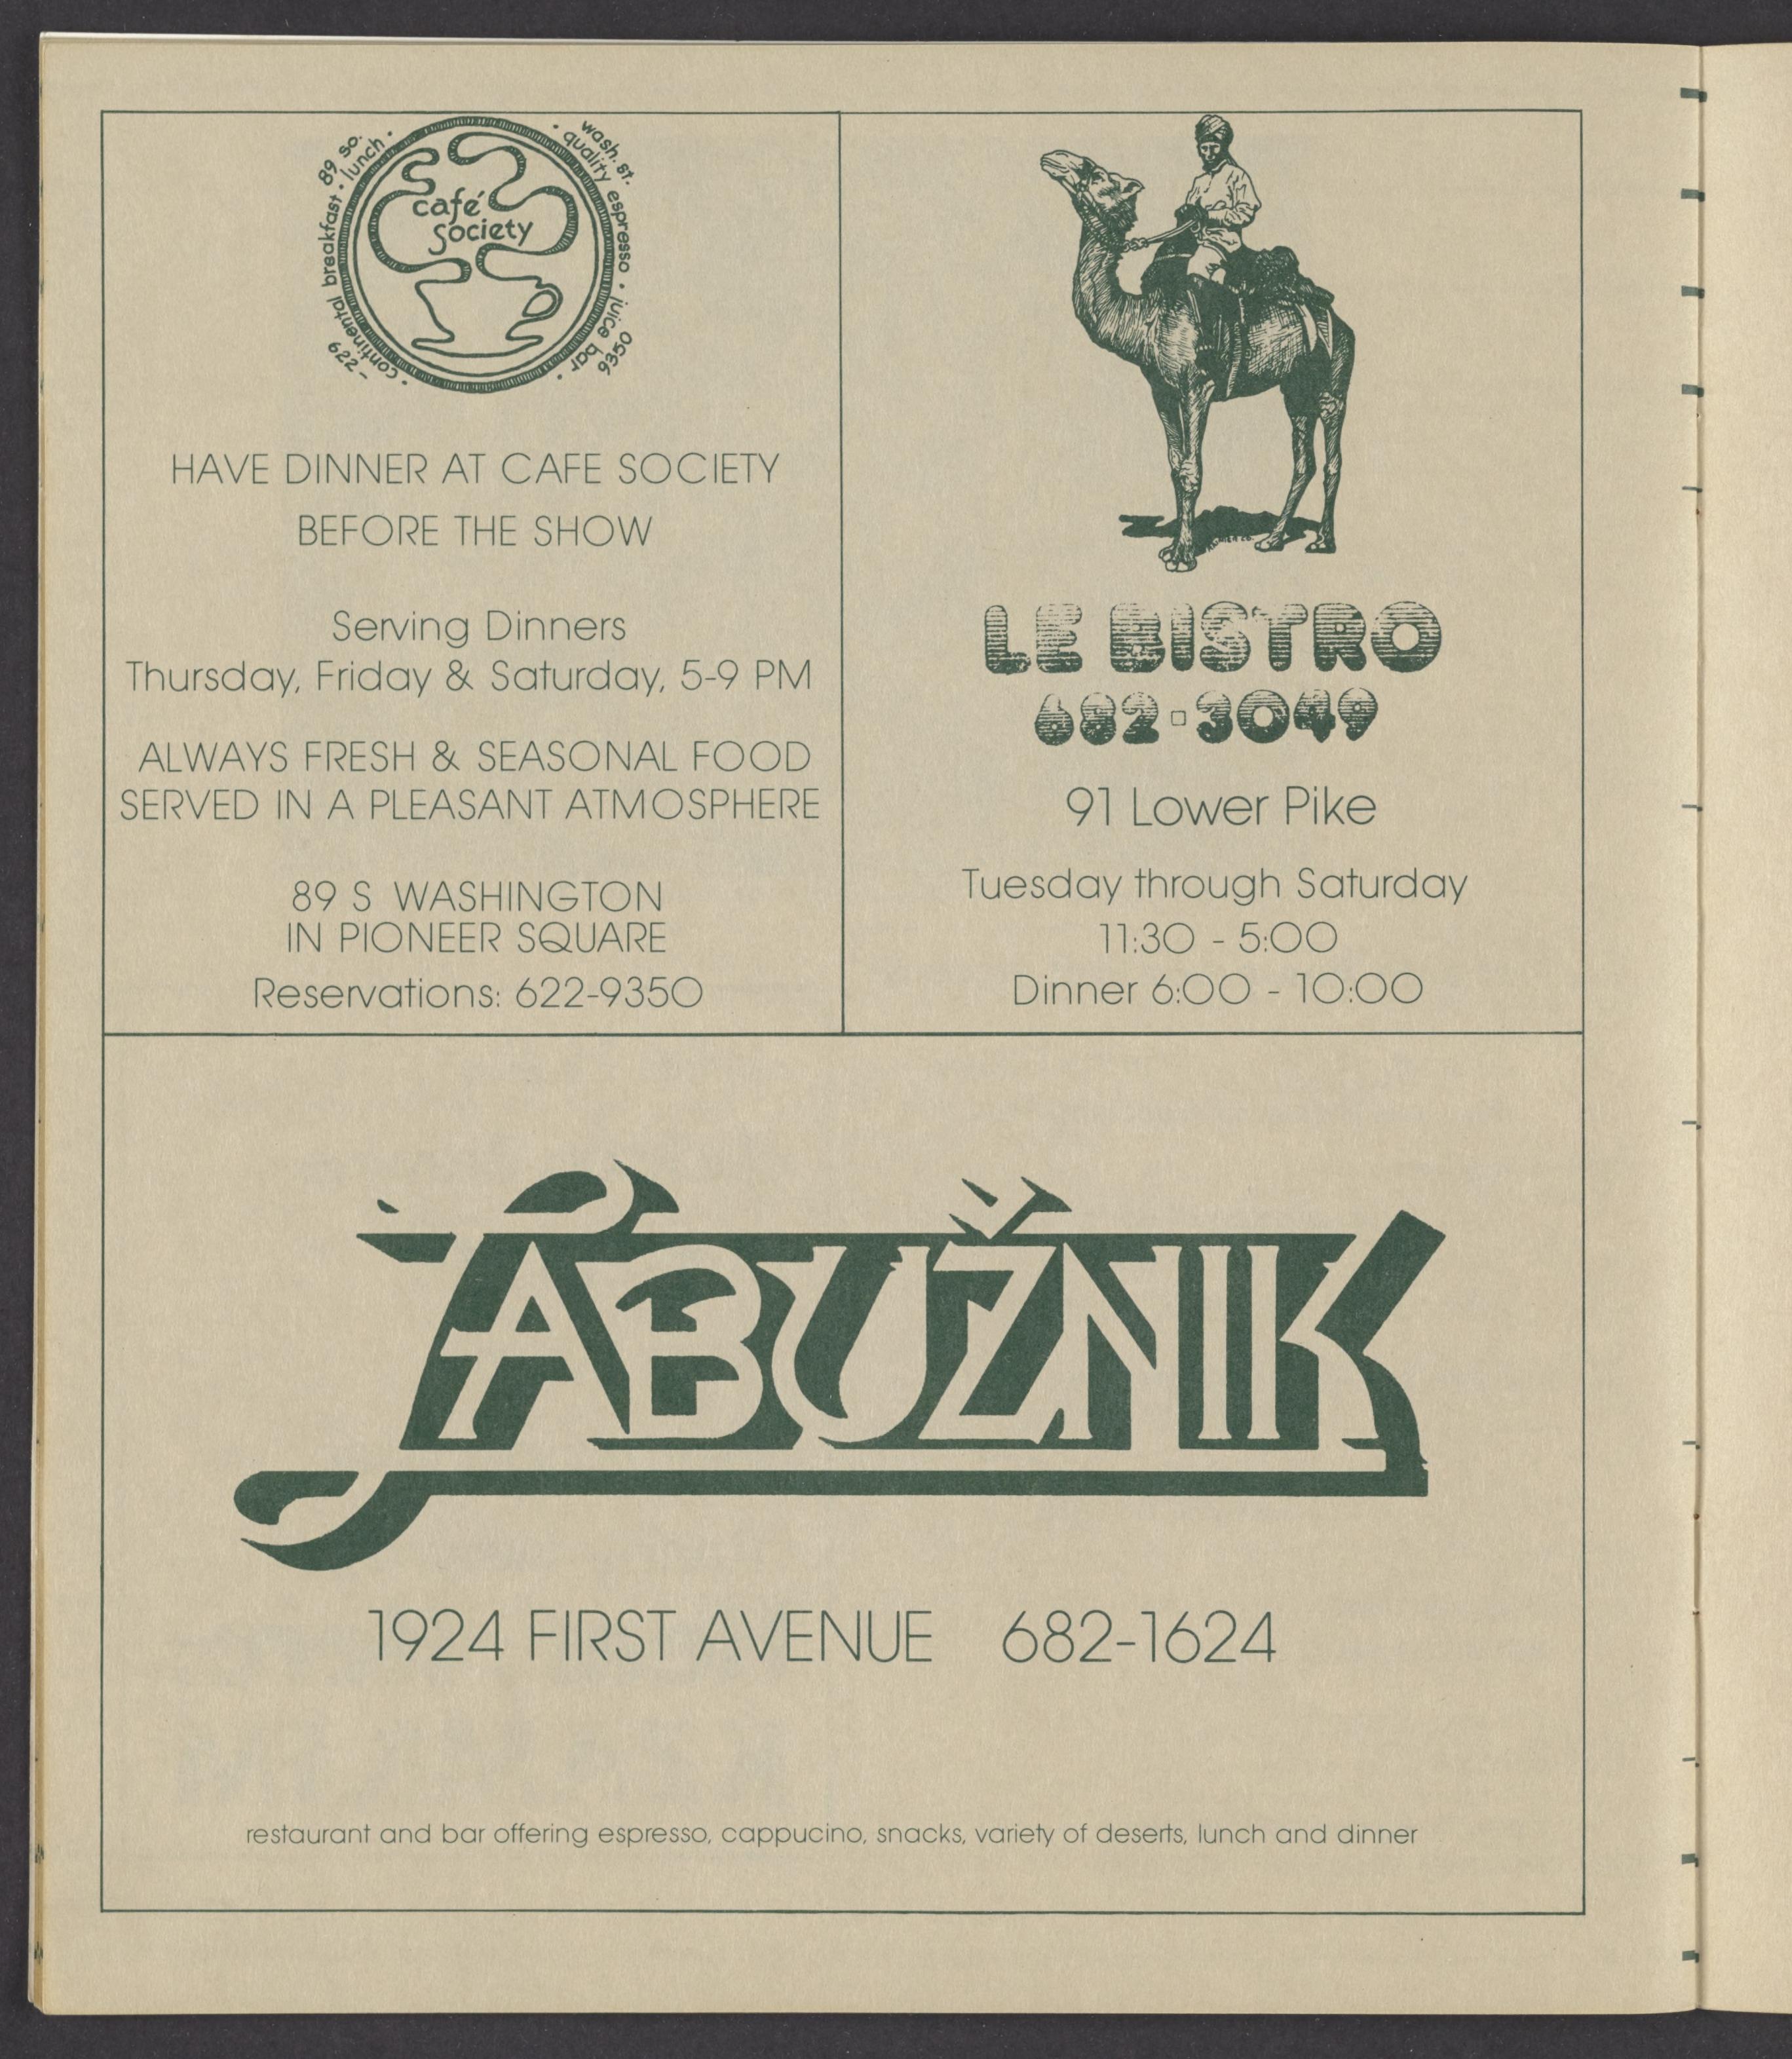 89 so. wash. st.
• continental breakfast • lunch •
• quality espresso • juice bar •
622-9350
café
society
HAVE DINNER AT CAFE SOCIETY
BEFORE THE SHOW
Serving Dinners
Thursday, Friday & Saturday, 5-9 PM
ALWAYS FRESH & SEASONAL FOOD
SERVED IN A PLEASANT ATMOSPHERE
89 S WASHINGTON
IN PIONEER SQUARE
Reservations: 622-9350
LE BISTRO
682-3049
91 Lower Pike
Tuesday through Saturday
11:30 - 5:00
Dinner 6:00 - 10:00
ABUŽNIK
1924 FIRST AVENUE 682-1624
restaurant and bar offering espresso, cappucino, snacks, variety of deserts, lunch and dinner